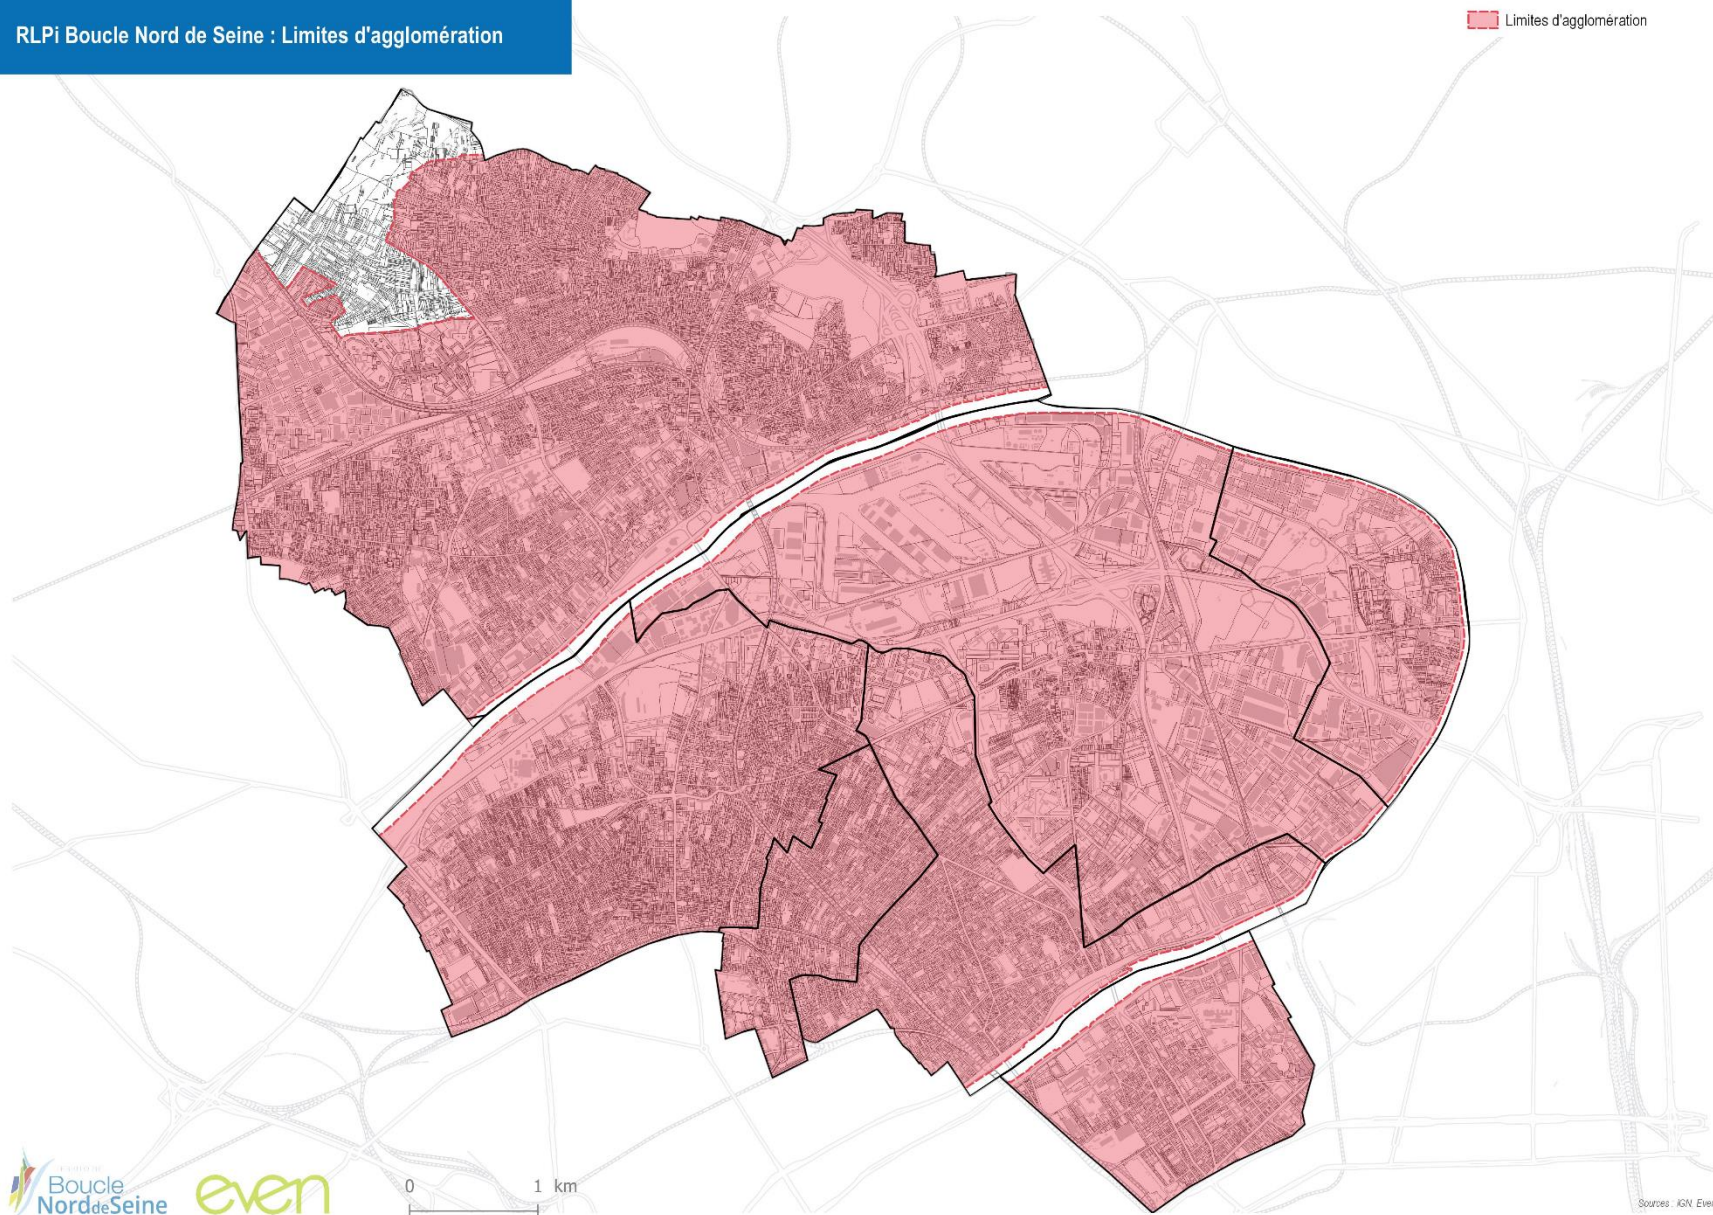 RLPi Boucle Nord de Seine : Limites d'agglomération
Limites d'agglomération
Boucle
NorddeSeine
even
0 1 km
Sources : IGN, Even